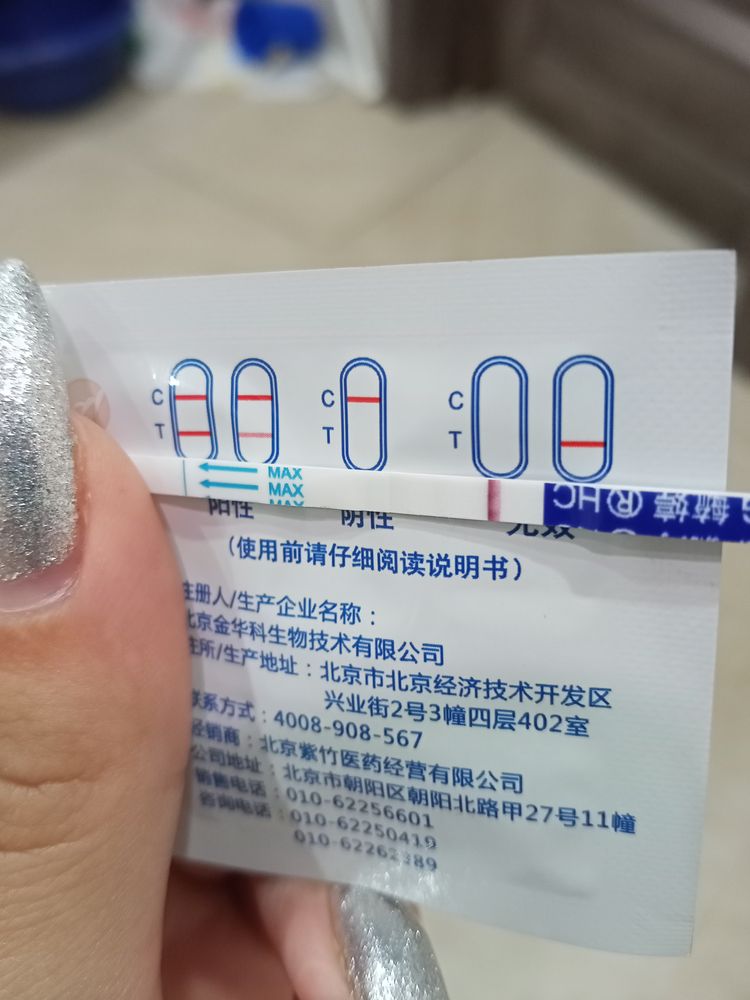 C
T
C
T
C
T
MAX
MAX
MAX
敏婷®HC
阳性
阴性
无效
（使用前请仔细阅读说明书）
注册人/生产企业名称：
北京金华科生物技术有限公司
住所/生产地址：北京市北京经济技术开发区
兴业街2号3幢四层402室
联系方式：4008-908-567
经销商：北京紫竹医药经营有限公司
公司地址：北京市朝阳区朝阳北路甲27号11幢
销售电话：010-62256601
咨询电话：010-62250419